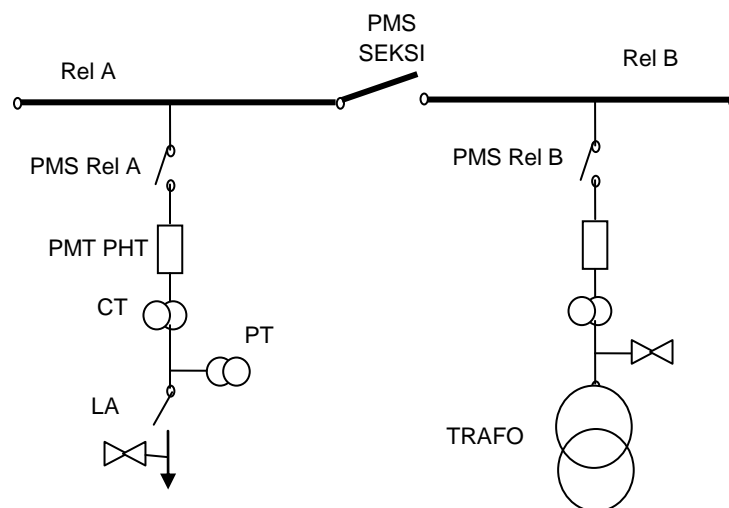 PMS
SEKSI
Rel A
Rel B
PMS Rel A
PMS Rel B
PMT PHT
CT
PT
LA
TRAFO